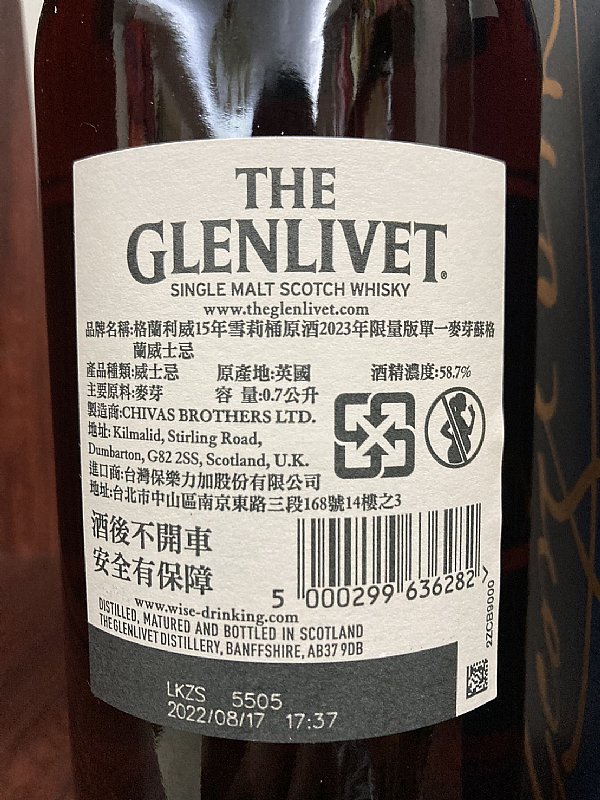 THE
GLENLIVET®
SINGLE MALT SCOTCH WHISKY
www.theglenlivet.com
品牌名稱:格蘭利威15年雪莉桶原酒2023年限量版單一麥芽蘇格
蘭威士忌
產品種類:威士忌 原產地:英國 酒精濃度:58.7%
主要原料:麥芽 容 量:0.7公升
製造商:CHIVAS BROTHERS LTD.
地址: Kilmalid, Stirling Road,
Dumbarton, G82 2SS, Scotland, U.K.
進口商:台灣保樂力加股份有限公司
地址:台北市中山區南京東路三段168號14樓之3
酒後不開車
安全有保障
5 000299 636282 >
www.wise-drinking.com
DISTILLED, MATURED AND BOTTLED IN SCOTLAND
THE GLENLIVET DISTILLERY, BANFFSHIRE, AB37 9DB
2ZCB9000
LKZS 5505
2022/08/17 17:37